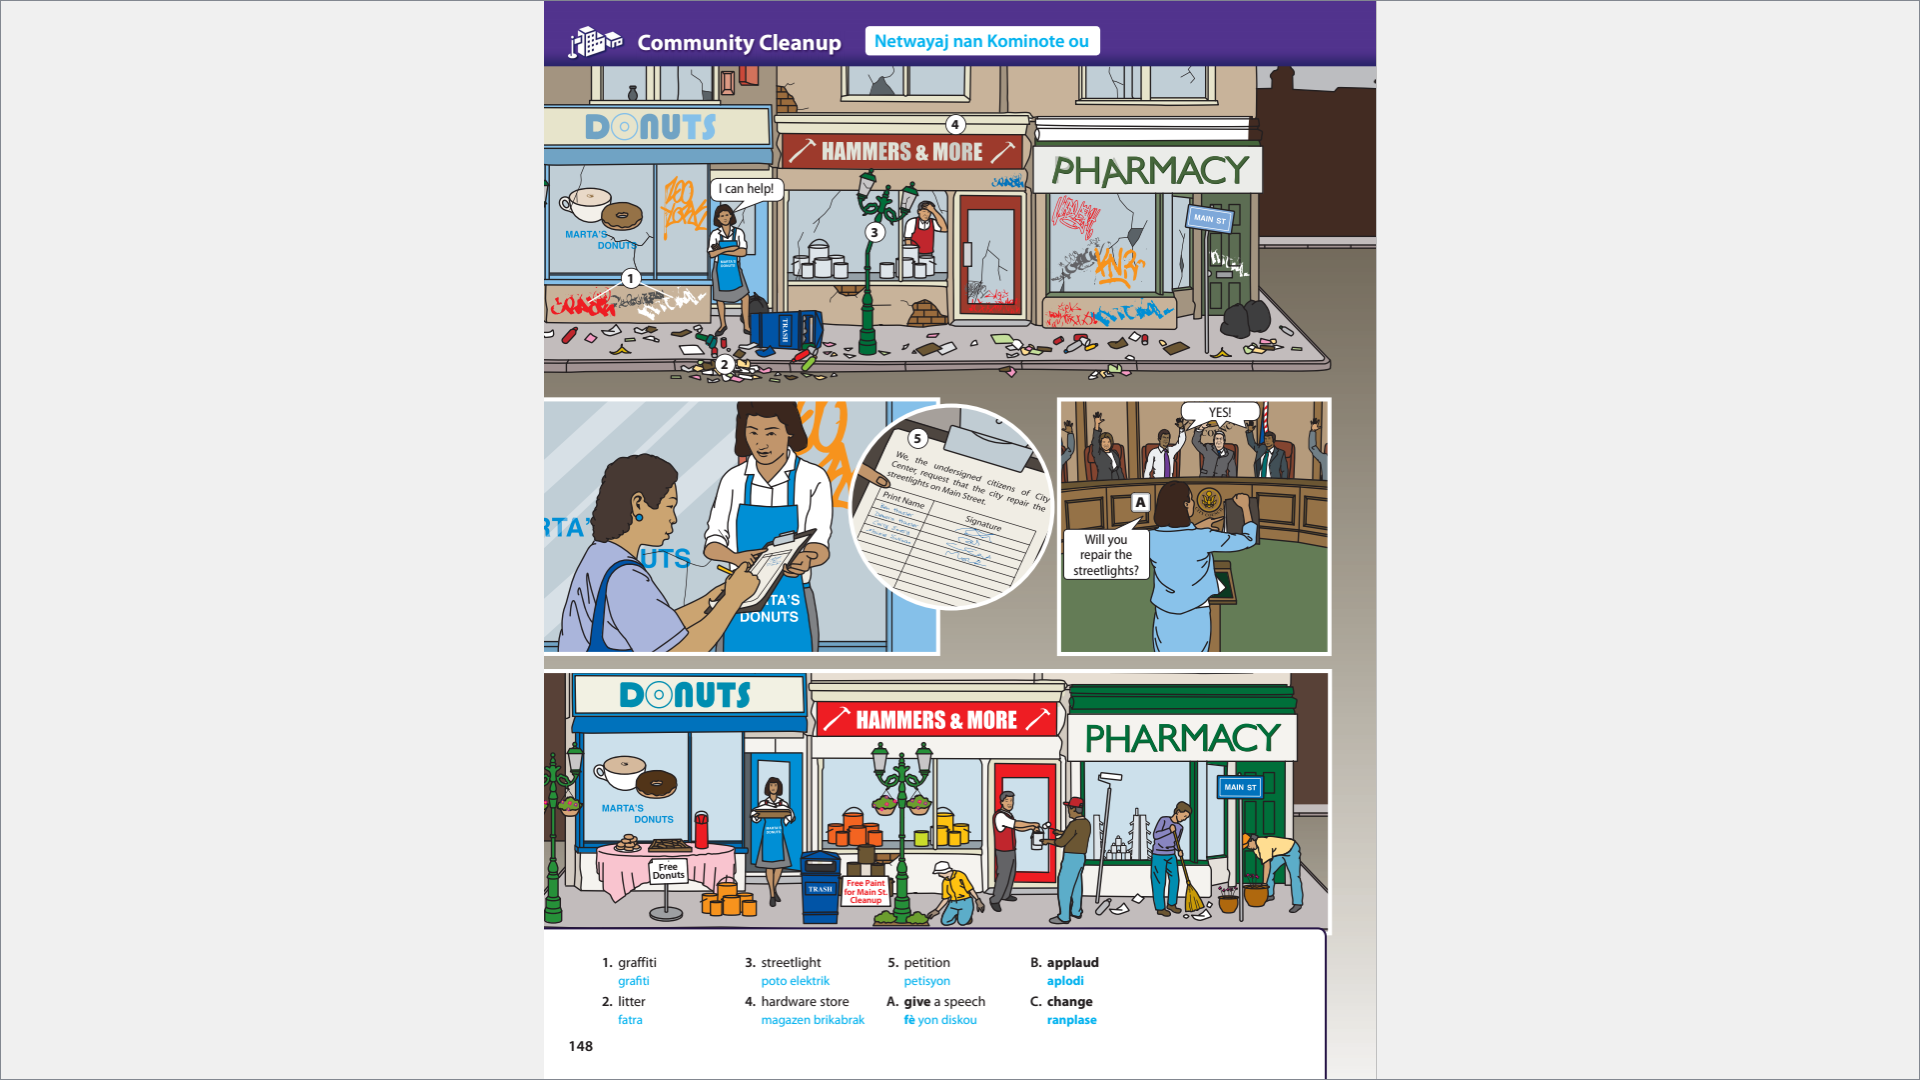 Community Cleanup
Netwayaj nan Kominote ou
DONUTS
4
HAMMERS & MORE
PHARMACY
I can help!
MAIN ST
3
MARTA'S
DONUTS
MARTA'S
DONUTS
1
TRASH
2
5
We, the undersigned citizens of City
Center, request that the city repair the
streetlights on Main Street.
Print Name
Signature
RTA'
UTS
TA'S
DONUTS
YES!
A
Will you
repair the
streetlights?
DONUTS
HAMMERS & MORE
PHARMACY
MAIN ST
MARTA'S
DONUTS
MARTA'S
DONUTS
Free
Donuts
TRASH
Free Paint
for Main St.
Cleanup
1. graffiti
grafiti
2. litter
fatra
3. streetlight
poto elektrik
4. hardware store
magazen brikabrak
5. petition
petisyon
A. give a speech
fè yon diskou
B. applaud
aplodi
C. change
ranplase
148